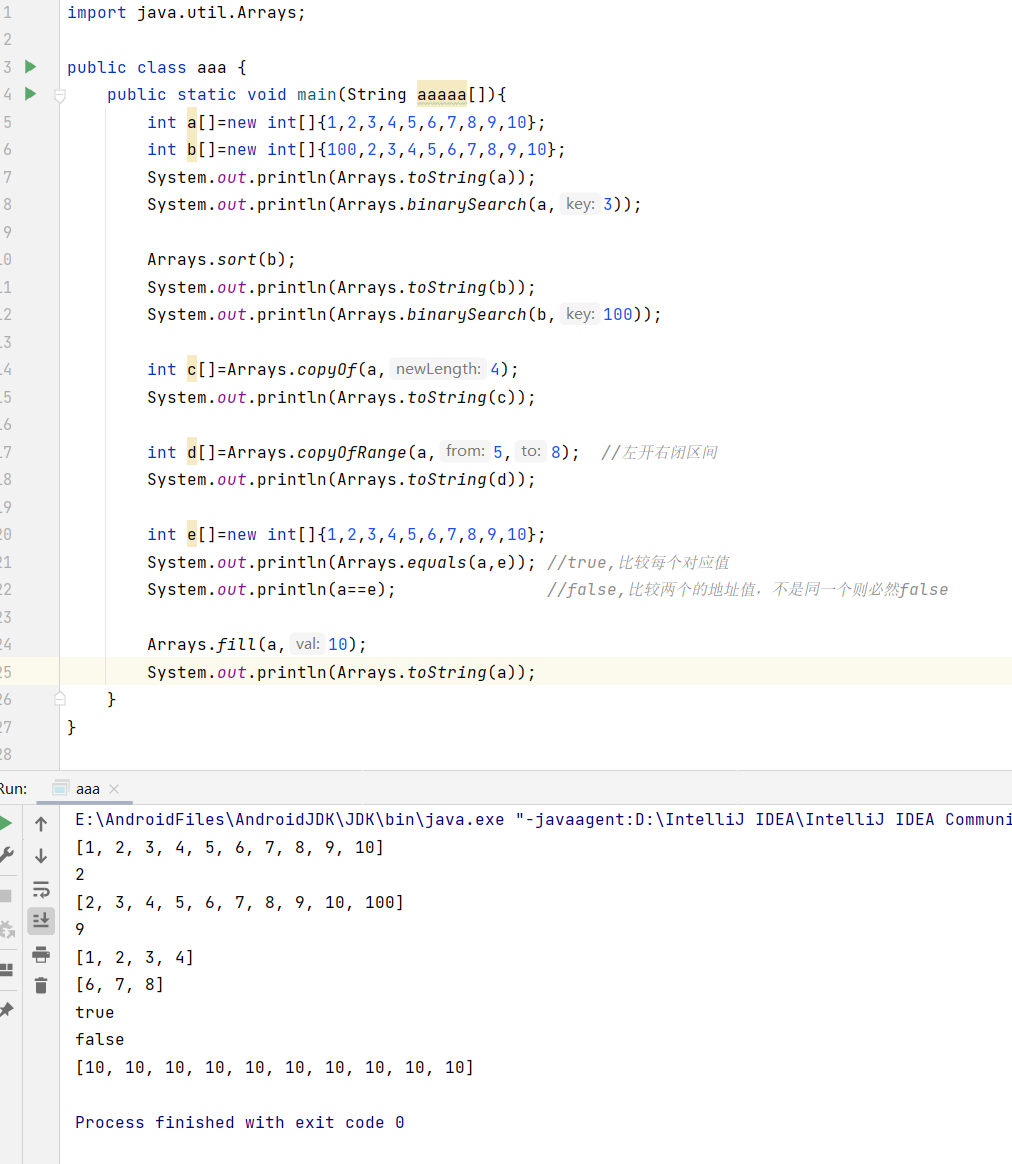 1 import java.util.Arrays;
2
3 public class aaa {
4 public static void main(String aaaaa[]){
5 int a[]=new int[]{1,2,3,4,5,6,7,8,9,10};
6 int b[]=new int[]{100,2,3,4,5,6,7,8,9,10};
7 System.out.println(Arrays.toString(a));
8 System.out.println(Arrays.binarySearch(a, key: 3));
9
10 Arrays.sort(b);
11 System.out.println(Arrays.toString(b));
12 System.out.println(Arrays.binarySearch(b, key: 100));
13
14 int c[]=Arrays.copyOf(a, newLength: 4);
15 System.out.println(Arrays.toString(c));
16
17 int d[]=Arrays.copyOfRange(a, from: 5, to: 8); //左开右闭区间
18 System.out.println(Arrays.toString(d));
19
20 int e[]=new int[]{1,2,3,4,5,6,7,8,9,10};
21 System.out.println(Arrays.equals(a,e)); //true,比较每个对应值
22 System.out.println(a==e); //false,比较两个的地址值，不是同一个则必然false
23
24 Arrays.fill(a, val: 10);
25 System.out.println(Arrays.toString(a));
26 }
27 }
28
Run: aaa
E:\AndroidFiles\AndroidJDK\JDK\bin\java.exe "-javaagent:D:\IntelliJ IDEA\IntelliJ IDEA Communi
[1, 2, 3, 4, 5, 6, 7, 8, 9, 10]
2
[2, 3, 4, 5, 6, 7, 8, 9, 10, 100]
9
[1, 2, 3, 4]
[6, 7, 8]
true
false
[10, 10, 10, 10, 10, 10, 10, 10, 10, 10]
Process finished with exit code 0